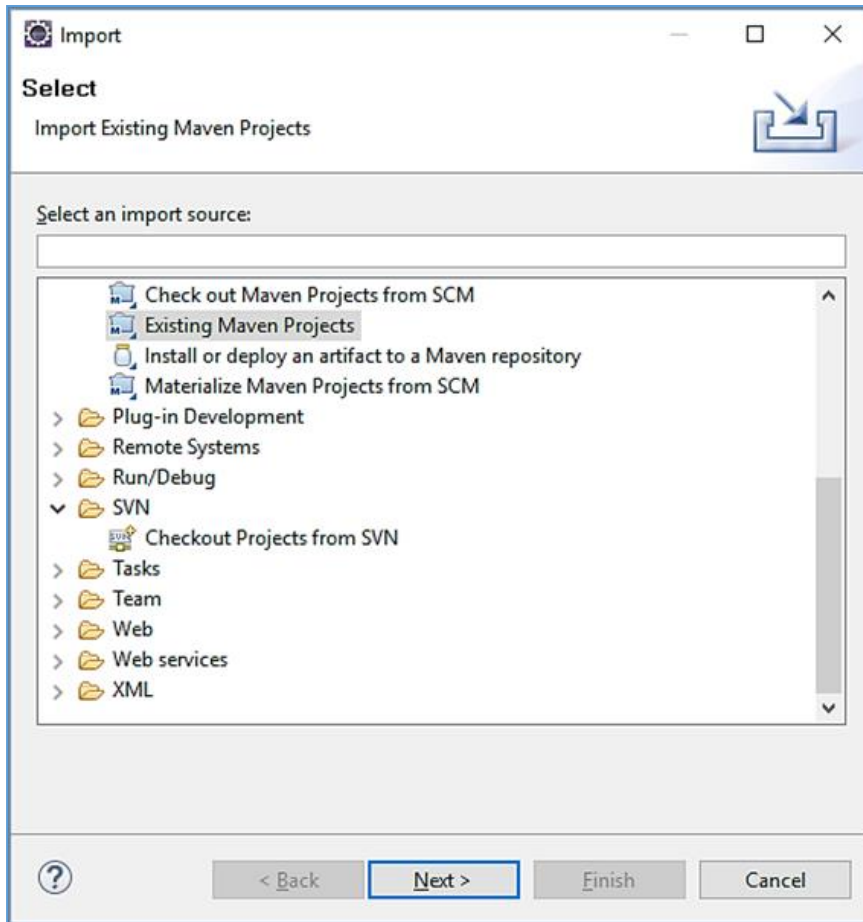 Import
Select
Import Existing Maven Projects
Select an import source:
Check out Maven Projects from SCM
Existing Maven Projects
Install or deploy an artifact to a Maven repository
Materialize Maven Projects from SCM
Plug-in Development
Remote Systems
Run/Debug
SVN
Checkout Projects from SVN
Tasks
Team
Web
Web services
XML
? < Back Next > Finish Cancel